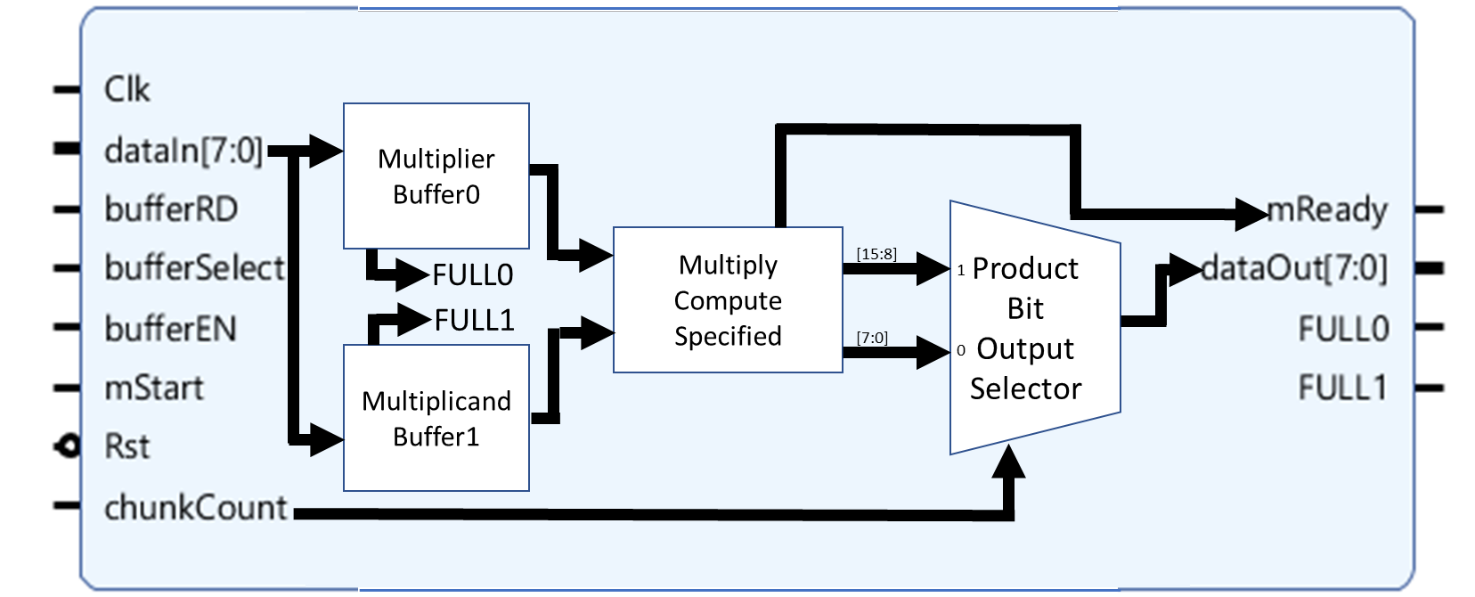 Clk
dataIn[7:0]
bufferRD
bufferSelect
bufferEN
mStart
Rst
chunkCount
Multiplier
Buffer0
FULL0
FULL1
Multiplicand
Buffer1
Multiply
Compute
Specified
[15:8]
[7:0]
1
0
Product
Bit
Output
Selector
mReady
dataOut[7:0]
FULL0
FULL1